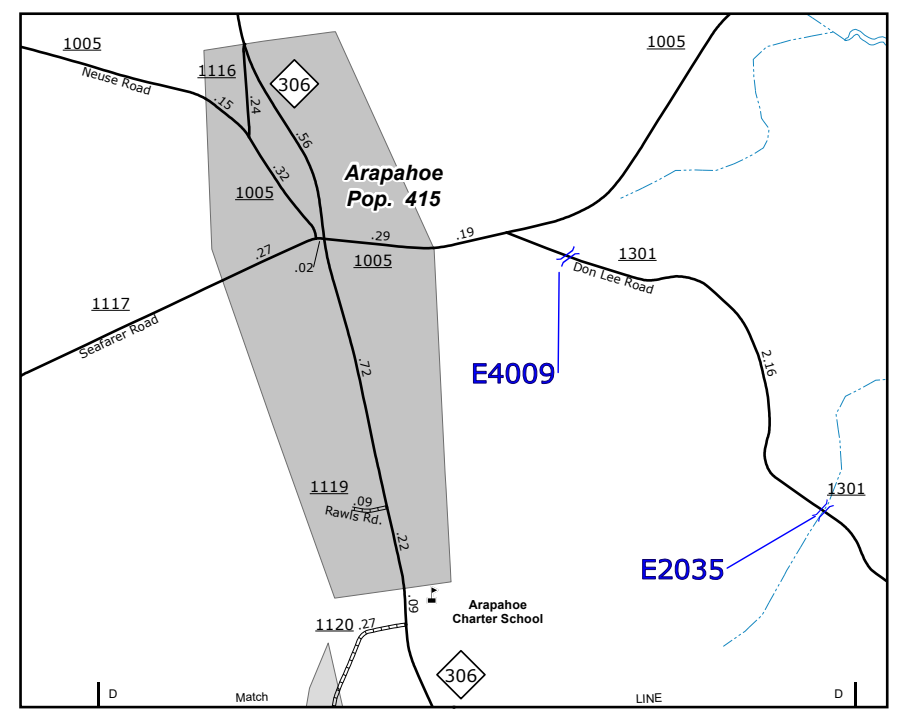 1005
1005
1116
Neuse Road
306
.15
.24
.56
Arapahoe
Pop. 415
.32
1005
.29
.19
.27
.02
1005
1301
Don Lee Road
1117
Seafarer Road
.72
2.16
E4009
1119
.09
Rawls Rd.
1301
.22
E2035
.09
Arapahoe
Charter School
1120
.27
306
D
Match
LINE
D